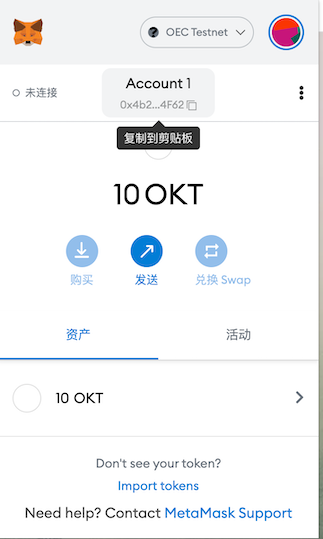 OEC Testnet
未连接
Account 1
0x4b2...4F62
复制到剪贴板
10 OKT
购买
发送
兑换 Swap
资产
活动
10 OKT
Don't see your token?
Import tokens
Need help? Contact MetaMask Support